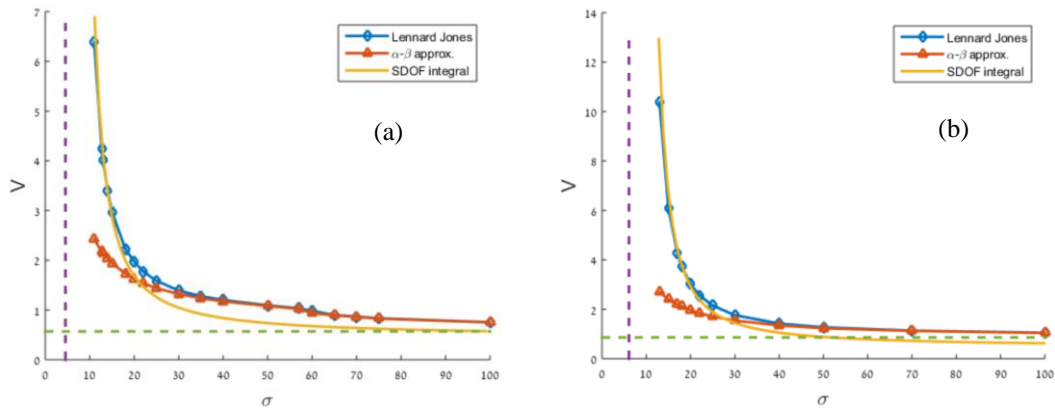 7
6
5
4
3
2
1
0
V
0 10 20 30 40 50 60 70 80 90 100
σ
Lennard Jones
α-β approx.
SDOF integral
(a)
14
12
10
8
6
4
2
0
V
0 10 20 30 40 50 60 70 80 90 100
σ
Lennard Jones
α-β approx.
SDOF integral
(b)